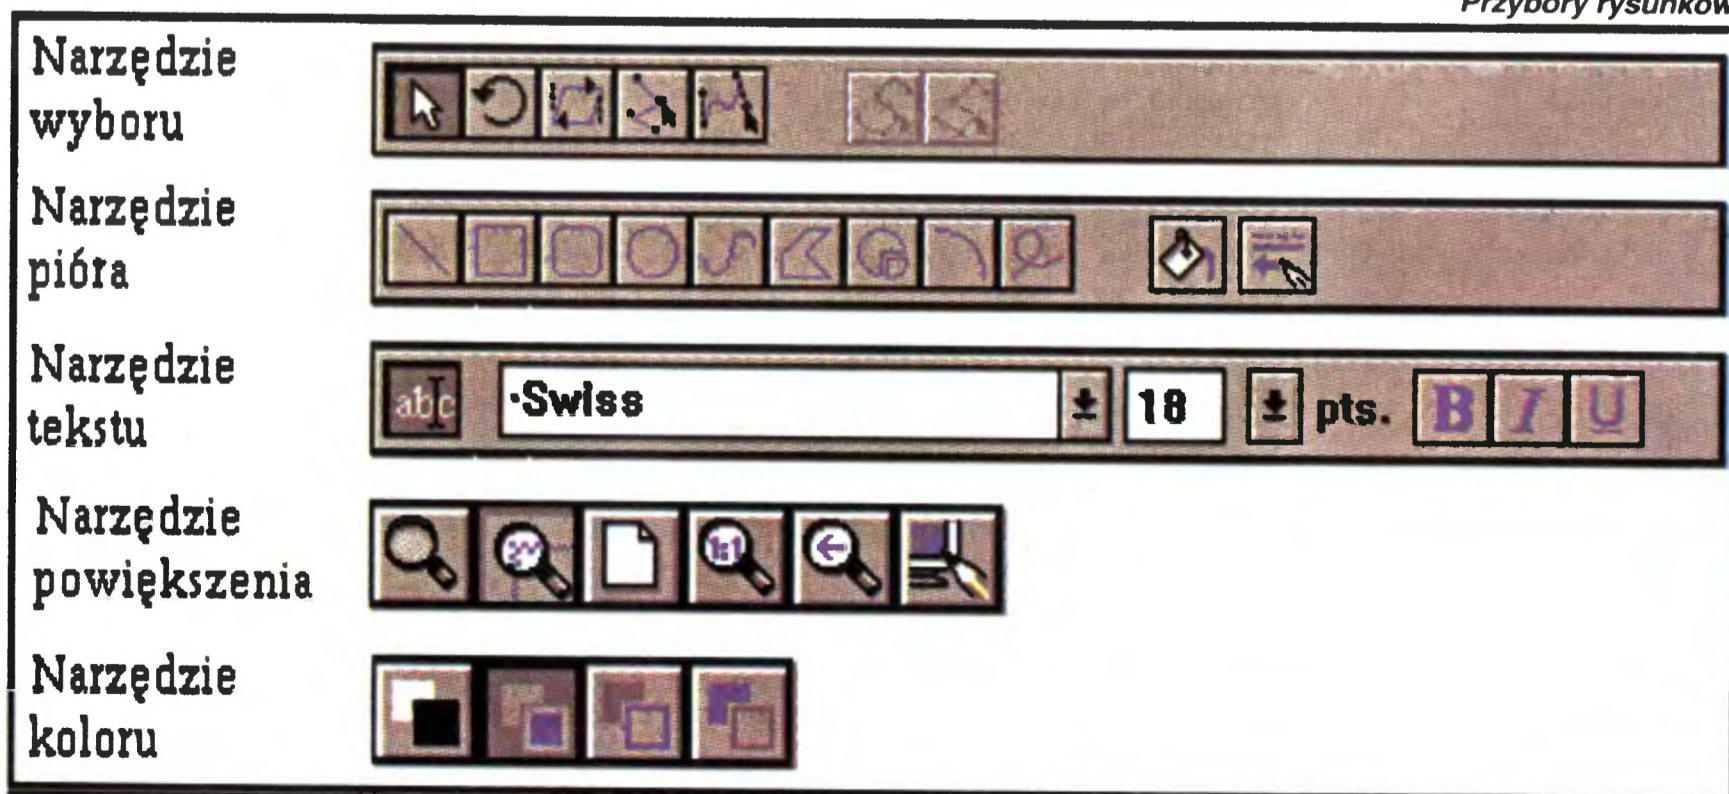 Przybory rysunkow
Narzędzie
wyboru
Narzędzie
pióra
Narzędzie
tekstu
abc
·Swiss
18
pts.
B I U
Narzędzie
powiększenia
1:1
Narzędzie
koloru